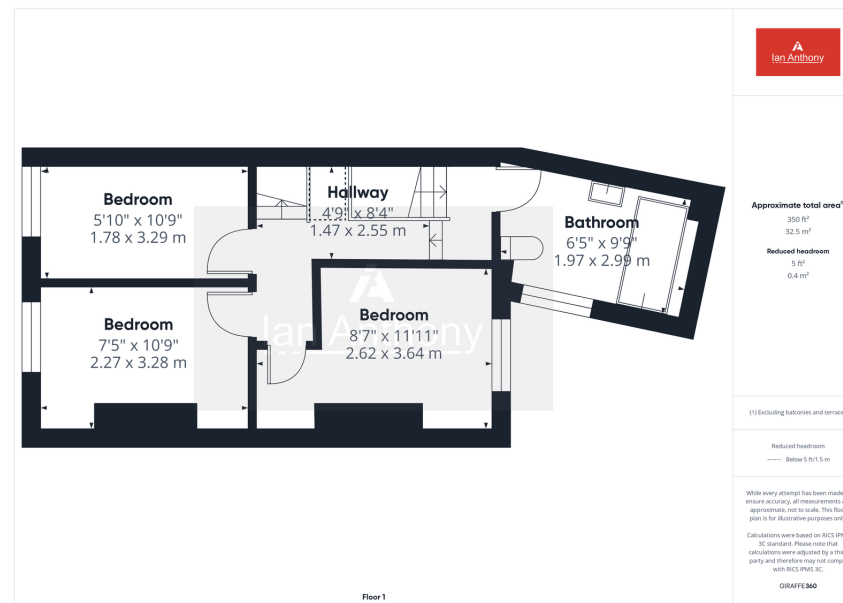 Bedroom
5'10" x 10'9"
1.78 x 3.29 m
Hallway
4'9" x 8'4"
1.47 x 2.55 m
Bathroom
6'5" x 9'9"
1.97 x 2.99 m
Bedroom
7'5" x 10'9"
2.27 x 3.28 m
Bedroom
8'7" x 11'11"
2.62 x 3.64 m
Ian Anthony
Floor 1
Ian Anthony
Approximate total area
350 ft²
32.5 m²
Reduced headroom
5 ft²
0.4 m²
(1) Excluding balconies and terrace
Reduced headroom
Below 5 ft/1.5 m
While every attempt has been made
ensure accuracy, all measurements
approximate, not to scale. This
plan is for illustrative purposes
Calculations were based on RICS
3C standard. Please note that
calculations were adjusted by a
party and therefore may not
with RICS IPMS 3C.
GIRAFFE360